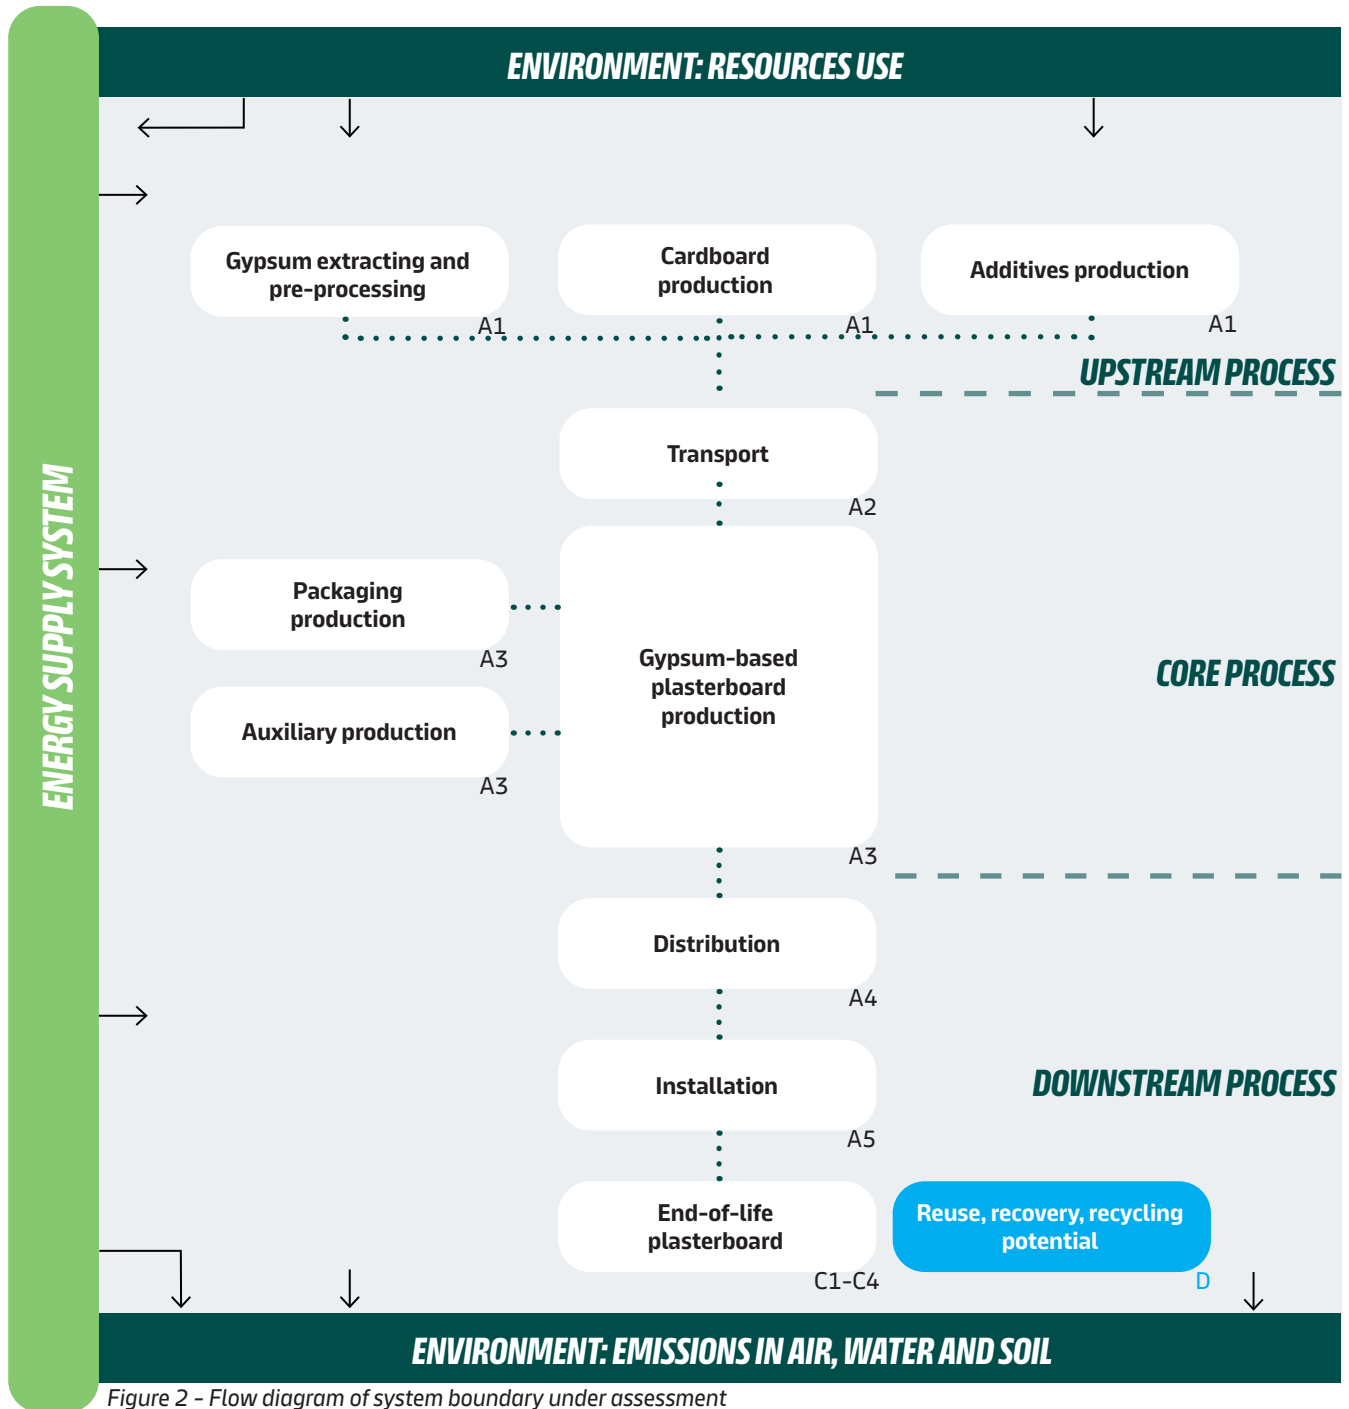 ENVIRONMENT: RESOURCES USE
ENERGY SUPPLY SYSTEM
Gypsum extracting and
pre-processing
A1
Cardboard
production
A1
Additives production
A1
UPSTREAM PROCESS
Transport
A2
Packaging
production
A3
Auxiliary production
A3
Gypsum-based
plasterboard
production
A3
CORE PROCESS
Distribution
A4
Installation
A5
DOWNSTREAM PROCESS
End-of-life
plasterboard
C1-C4
Reuse, recovery, recycling
potential
D
ENVIRONMENT: EMISSIONS IN AIR, WATER AND SOIL
Figure 2 - Flow diagram of system boundary under assessment